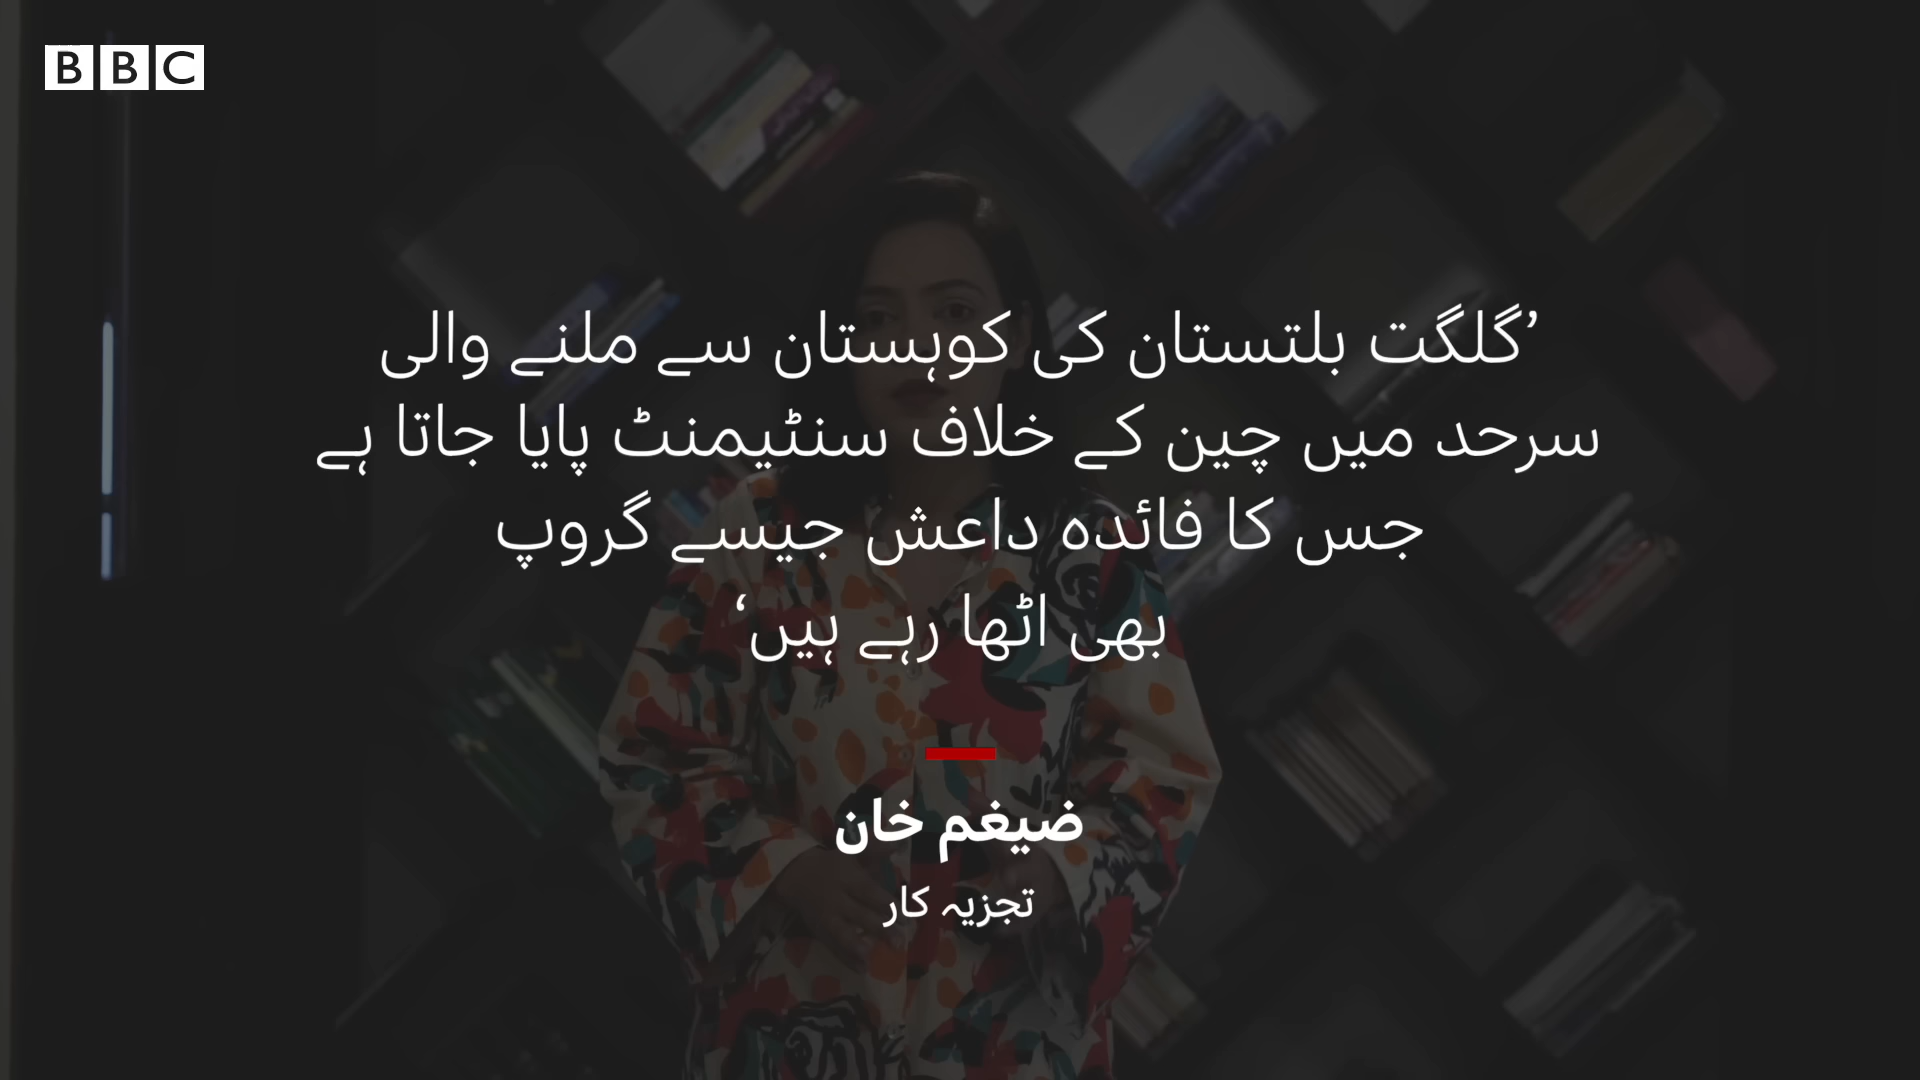 BBC
’گلگت بلتستان کی کوہستان سے ملنے والی
سرحد میں چین کے خلاف سنٹیمنٹ پایا جاتا ہے
جس کا فائدہ داعش جیسے گروپ
بھی اٹھا رہے ہیں‘
ضیغم خان
تجزیہ کار